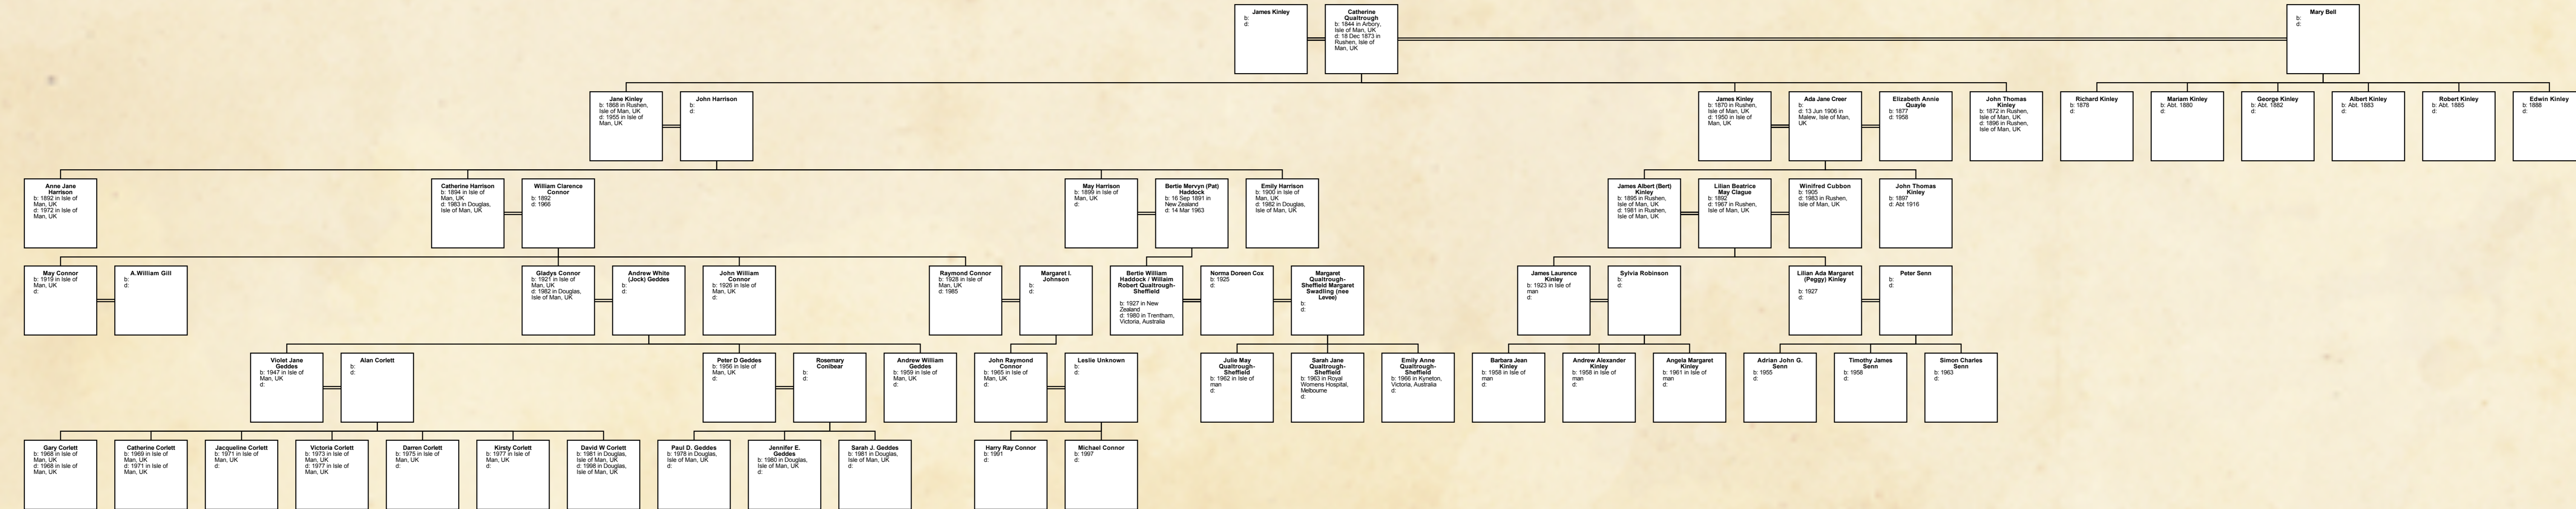 James Kinley
b:
d:
Catherine
Qualtrough
b: 1844 in Arbory,
Isle of Man, UK
d: 18 Dec 1873 in
Rushen, Isle of
Man, UK
Mary Bell
b:
d:
Jane Kinley
b: 1868 in Rushen,
Isle of Man, UK
d: 1955 in Isle of
Man, UK
John Harrison
b:
d:
James Kinley
b: 1870 in Rushen,
Isle of Man, UK
d: 1950 in Isle of
Man, UK
Ada Jane Creer
b:
d: 13 Jun 1906 in
Malew, Isle of Man,
UK
Elizabeth Annie
Quayle
b: 1877
d: 1958
John Thomas
Kinley
b: 1872 in Rushen,
Isle of Man, UK
d: 1896 in Rushen,
Isle of Man, UK
Richard Kinley
b: 1878
d:
Mariam Kinley
b: Abt. 1880
d:
George Kinley
b: Abt. 1882
d:
Albert Kinley
b: Abt. 1883
d:
Robert Kinley
b: Abt. 1885
d:
Edwin Kinley
b: 1888
d:
Anne Jane
Harrison
b: 1892 in Isle of
Man, UK
d: 1972 in Isle of
Man, UK
Catherine Harrison
b: 1894 in Isle of
Man, UK
d: 1983 in Douglas,
Isle of Man, UK
William Clarence
Connor
b: 1892
d: 1966
May Harrison
b: 1899 in Isle of
Man, UK
d:
Bertie Mervyn (Pat)
Haddock
b: 16 Sep 1891 in
New Zealand
d: 14 Mar 1963
Emily Harrison
b: 1900 in Isle of
Man, UK
d: 1982 in Douglas,
Isle of Man, UK
James Albert (Bert)
Kinley
b: 1895 in Rushen,
Isle of Man, UK
d: 1981 in Rushen,
Isle of Man, UK
Lilian Beatrice
May Clague
b: 1892
d: 1967 in Rushen,
Isle of Man, UK
Winifred Cubbon
b: 1905
d: 1983 in Rushen,
Isle of Man, UK
John Thomas
Kinley
b: 1897
d: Abt 1916
May Connor
b: 1919 in Isle of
Man, UK
d:
A.William Gill
b:
d:
Gladys Connor
b: 1921 in Isle of
Man, UK
d: 1982 in Douglas,
Isle of Man, UK
Andrew White
(Jock) Geddes
b:
d:
John William
Connor
b: 1926 in Isle of
Man, UK
d:
Raymond Connor
b: 1928 in Isle of
Man, UK
d: 1985
Margaret I.
Johnson
b:
d:
Bertie William
Haddock / Willaim
Robert Qualtrough-
Sheffield
b: 1927 in New
Zealand
d: 1980 in Trentham,
Victoria, Australia
Norma Doreen Cox
b: 1925
d:
Margaret
Qualtrough-
Sheffield Margaret
Swadling (nee
Levee)
b:
d:
James Laurence
Kinley
b: 1923 in Isle of
man
d:
Sylvia Robinson
b:
d:
Lilian Ada Margaret
(Peggy) Kinley
b: 1927
d:
Peter Senn
b:
d:
Violet Jane
Geddes
b: 1947 in Isle of
Man, UK
d:
Alan Corlett
b:
d:
Peter D Geddes
b: 1956 in Isle of
Man, UK
d:
Rosemary
Conibear
b:
d:
Andrew William
Geddes
b: 1959 in Isle of
Man, UK
d:
John Raymond
Connor
b: 1965 in Isle of
Man, UK
d:
Leslie Unknown
b:
d:
Julie May
Qualtrough-
Sheffield
b: 1962 in Isle of
man
d:
Sarah Jane
Qualtrough-
Sheffield
b: 1963 in Royal
Womens Hospital,
Melbourne
d:
Emily Anne
Qualtrough-
Sheffield
b: 1966 in Kyneton,
Victoria, Australia
d:
Barbara Jean
Kinley
b: 1958 in Isle of
man
d:
Andrew Alexander
Kinley
b: 1958 in Isle of
man
d:
Angela Margaret
Kinley
b: 1961 in Isle of
man
d:
Adrian John G.
Senn
b: 1955
d:
Timothy James
Senn
b: 1958
d:
Simon Charles
Senn
b: 1963
d:
Gary Corlett
b: 1968 in Isle of
Man, UK
d: 1968 in Isle of
Man, UK
Catherine Corlett
b: 1969 in Isle of
Man, UK
d: 1971 in Isle of
Man, UK
Jacqueline Corlett
b: 1971 in Isle of
Man, UK
d:
Victoria Corlett
b: 1973 in Isle of
Man, UK
d: 1977 in Isle of
Man, UK
Darren Corlett
b: 1975 in Isle of
Man, UK
d:
Kirsty Corlett
b: 1977 in Isle of
Man, UK
d:
David W Corlett
b: 1981 in Douglas,
Isle of Man, UK
d: 1998 in Douglas,
Isle of Man, UK
Paul D. Geddes
b: 1978 in Douglas,
Isle of Man, UK
d:
Jennifer E.
Geddes
b: 1980 in Douglas,
Isle of Man, UK
d:
Sarah J. Geddes
b: 1981 in Douglas,
Isle of Man, UK
d:
Harry Ray Connor
b: 1991
d:
Michael Connor
b: 1997
d: